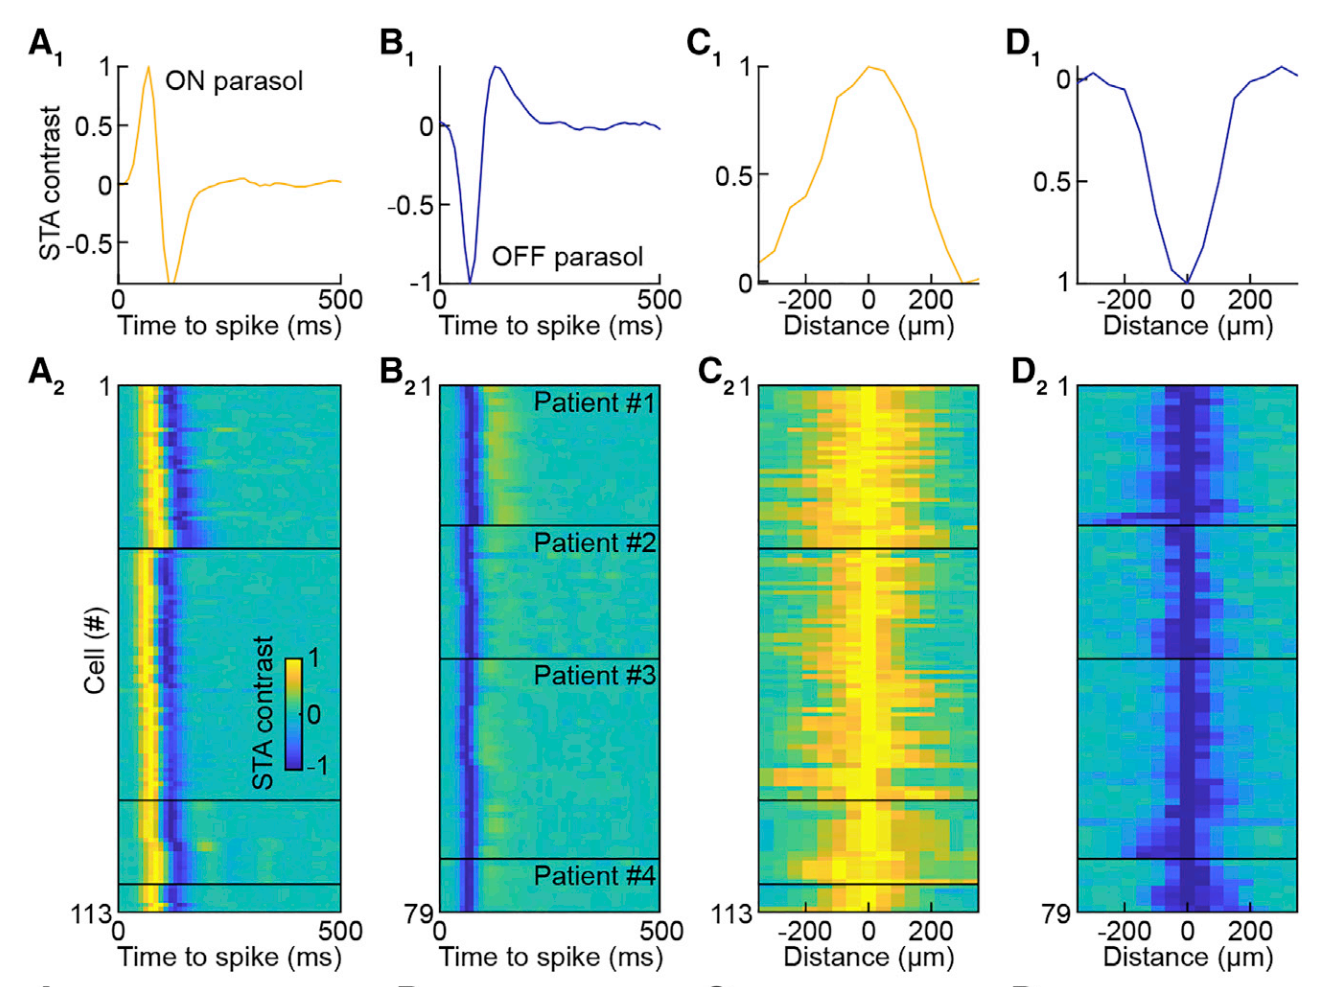 A1
B1
C1
D1
ON parasol
STA contrast
1
0.5
0
-0.5
0
500
Time to spike (ms)
OFF parasol
0
-0.5
-1
0
500
Time to spike (ms)
1
0.5
0
-200 0 200
Distance (μm)
0
0.5
1
-200 0 200
Distance (μm)
A2
B2
C2
D2
1
Cell (#)
113
STA contrast
1
0
-1
0
500
Time to spike (ms)
1
Patient #1
Patient #2
Patient #3
Patient #4
79
0
500
Time to spike (ms)
1
113
-200 0 200
Distance (μm)
1
79
-200 0 200
Distance (μm)